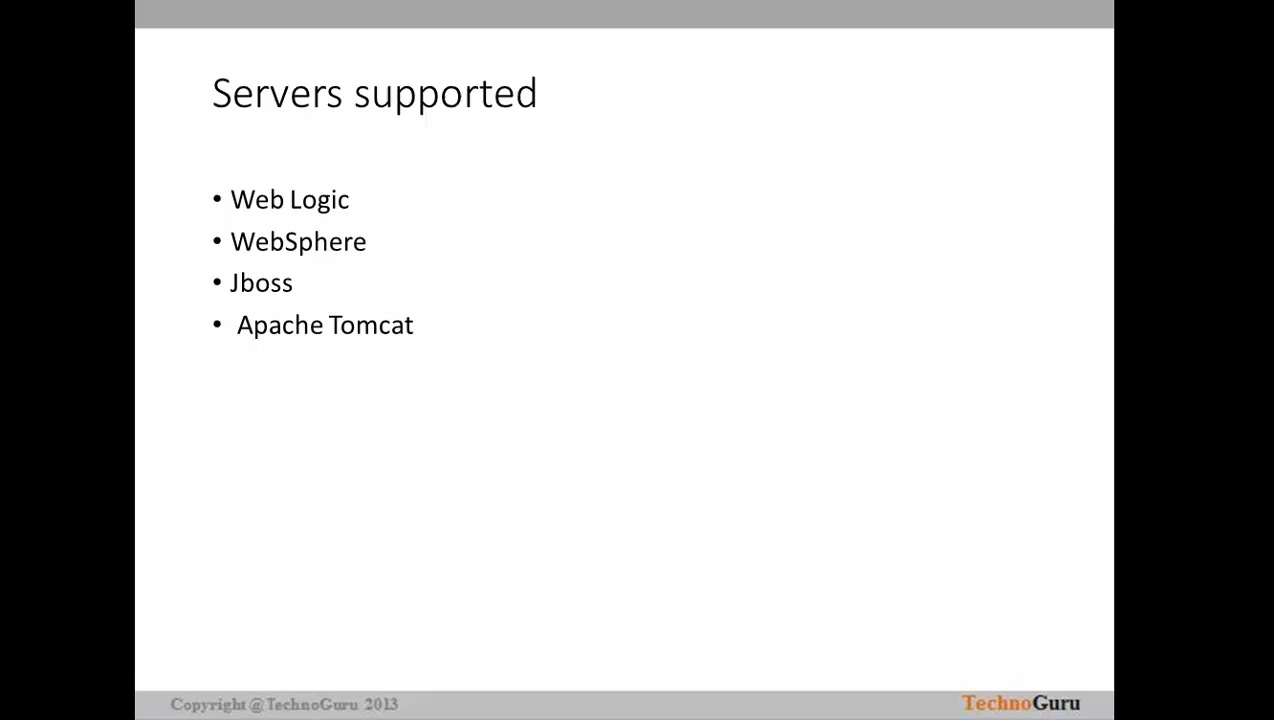 Servers supported
• Web Logic
• WebSphere
• Jboss
• Apache Tomcat
Copyright @ TechnoGuru 2013
TechnoGuru